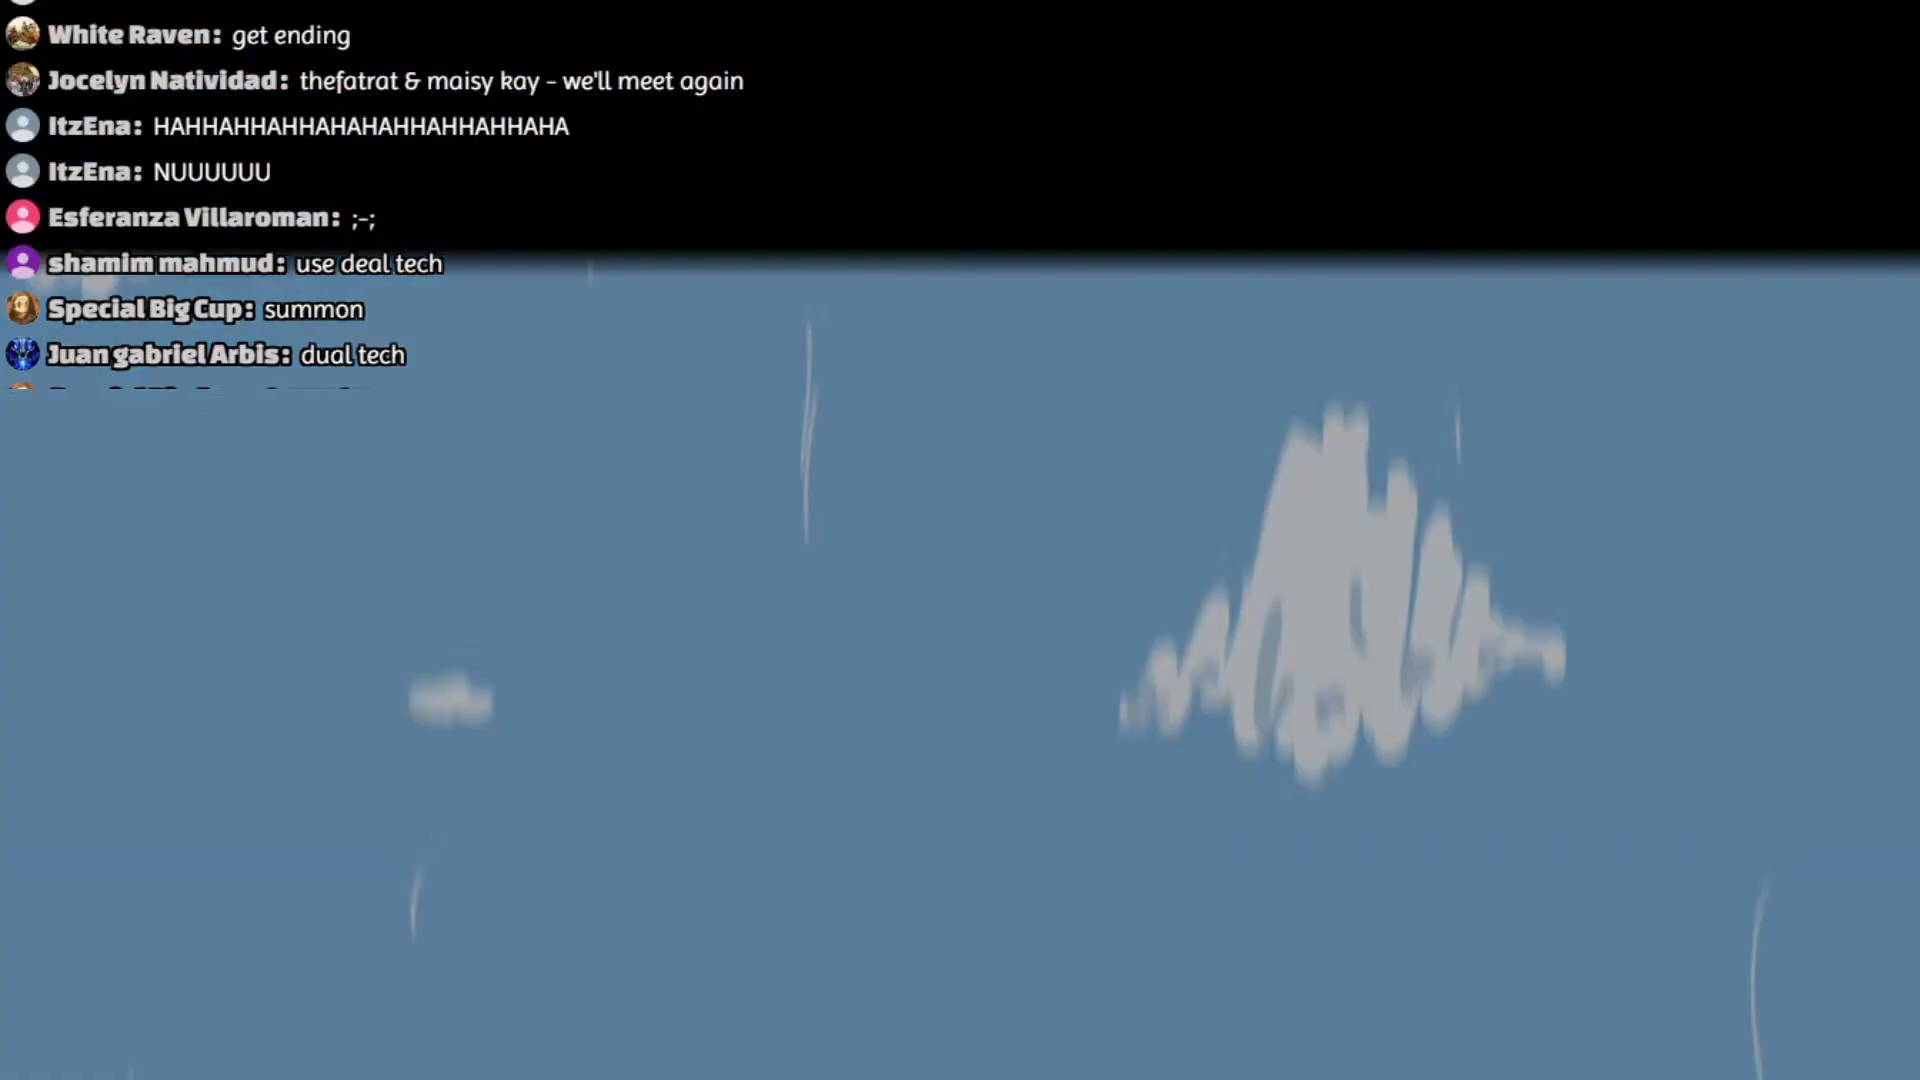 White Raven: get ending
Jocelyn Natividad: thefatrat & maisy kay - we'll meet again
ItzEna: HAHHAHHAHHAHAHAHHAHHAHHAHA
ItzEna: NUUUUUU
Esferanza Villaroman: ;-;
shamim mahmud: use deal tech
Special Big Cup: summon
Juan gabriel Arbis: dual tech